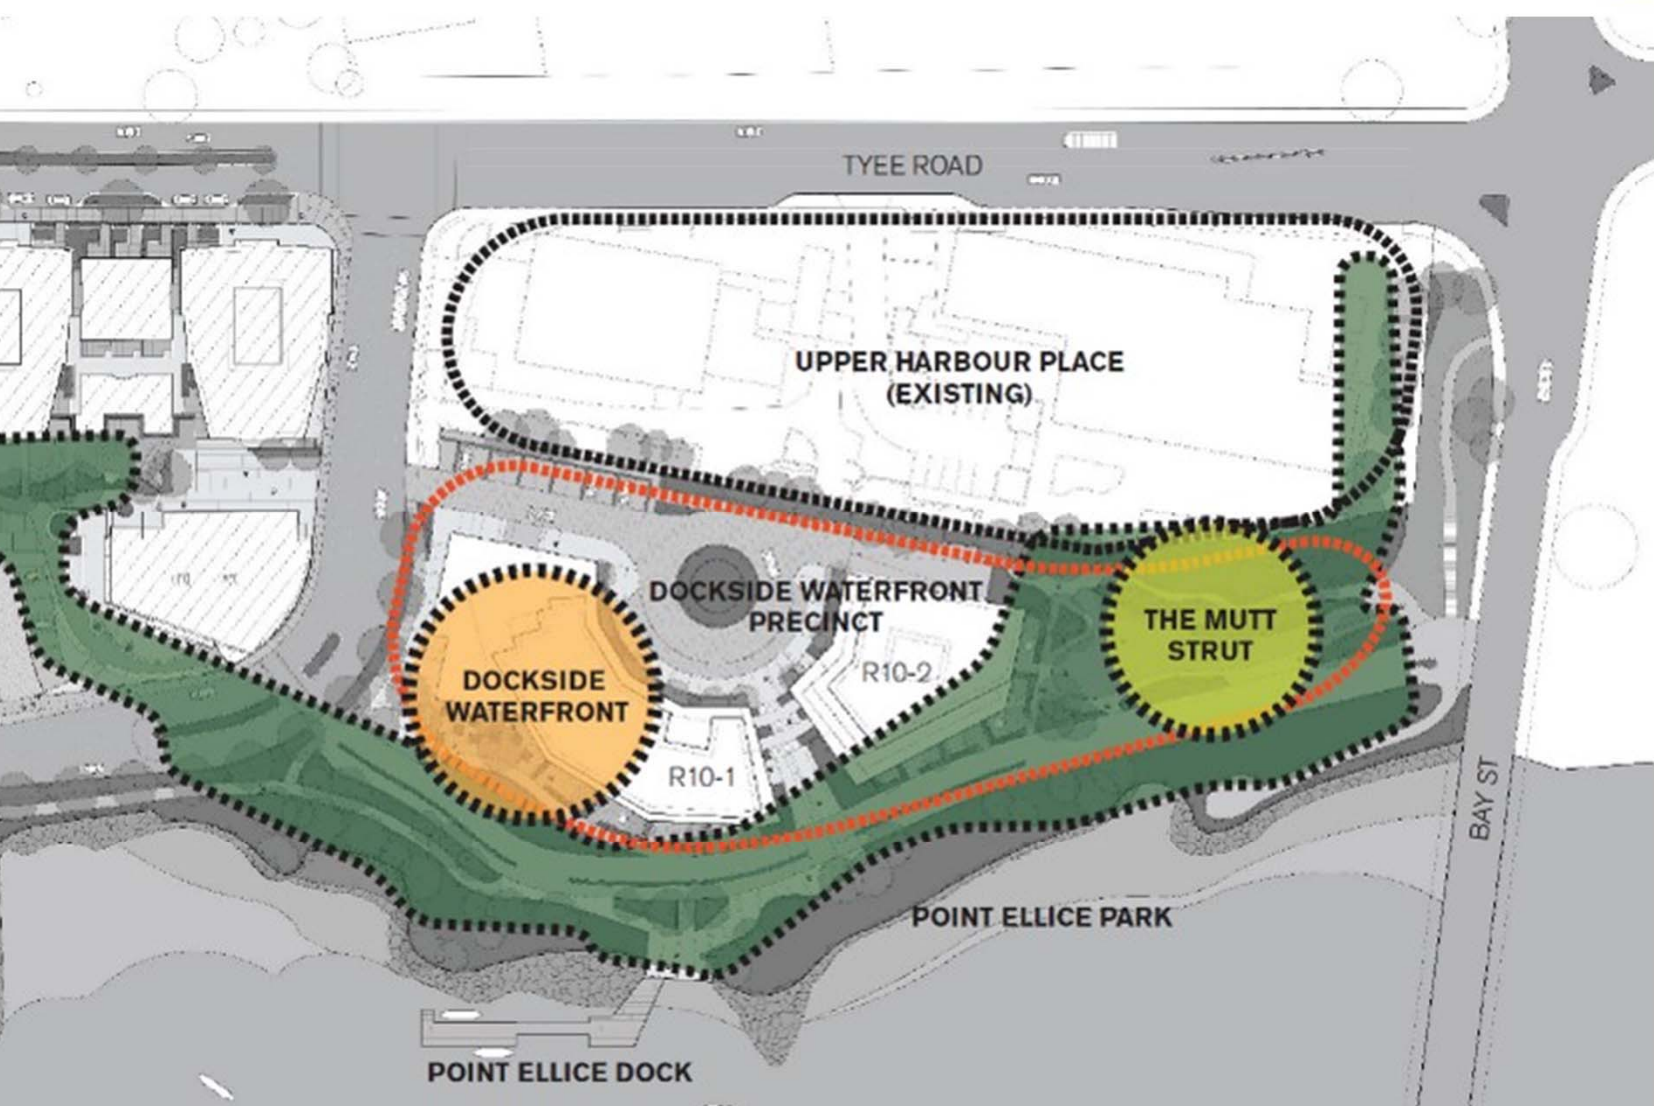 TYEE ROAD
UPPER HARBOUR PLACE
(EXISTING)
DOCKSIDE WATERFRONT
PRECINCT
THE MUTT
STRUT
R10-2
DOCKSIDE
WATERFRONT
R10-1
BAY ST
POINT ELLICE PARK
POINT ELLICE DOCK